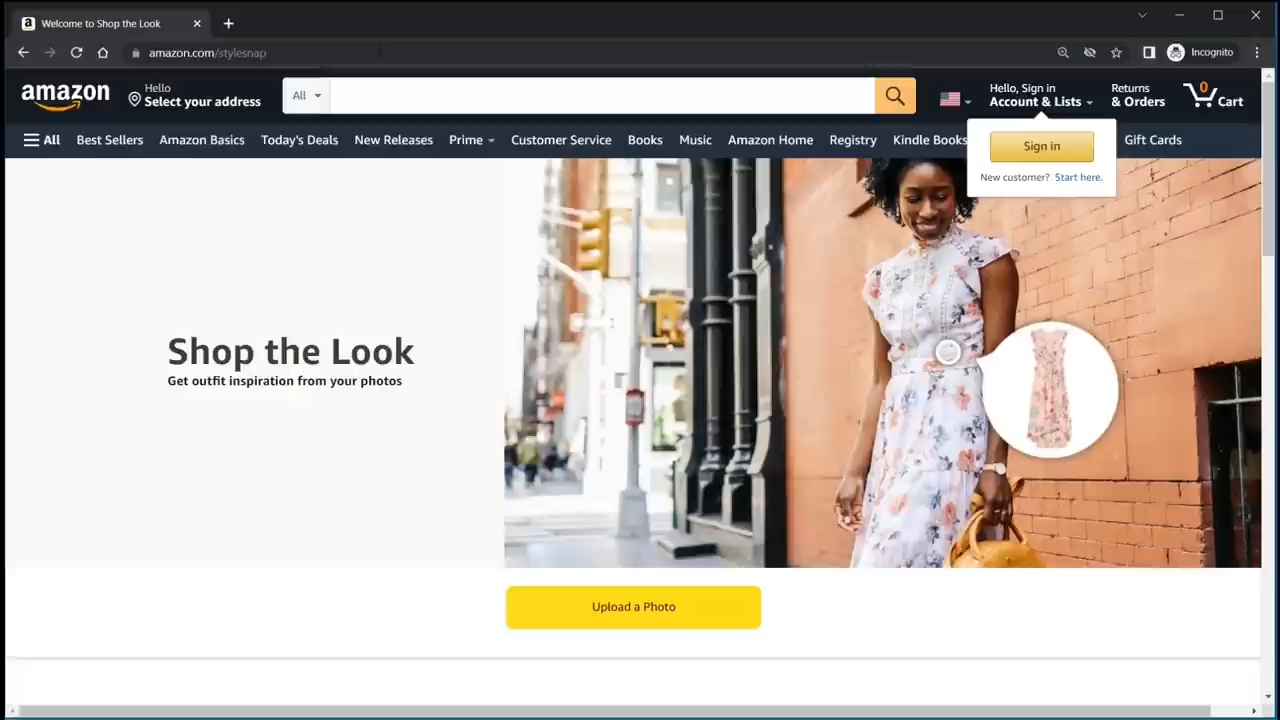 Welcome to Shop the Look
amazon.com/stylesnap
Incognito
amazon
Hello
Select your address
All
Hello, Sign in
Account & Lists
Returns
& Orders
0
Cart
All
Best Sellers
Amazon Basics
Today's Deals
New Releases
Prime
Customer Service
Books
Music
Amazon Home
Registry
Kindle Books
Gift Cards
Sign in
New customer? Start here.
Shop the Look
Get outfit inspiration from your photos
Upload a Photo